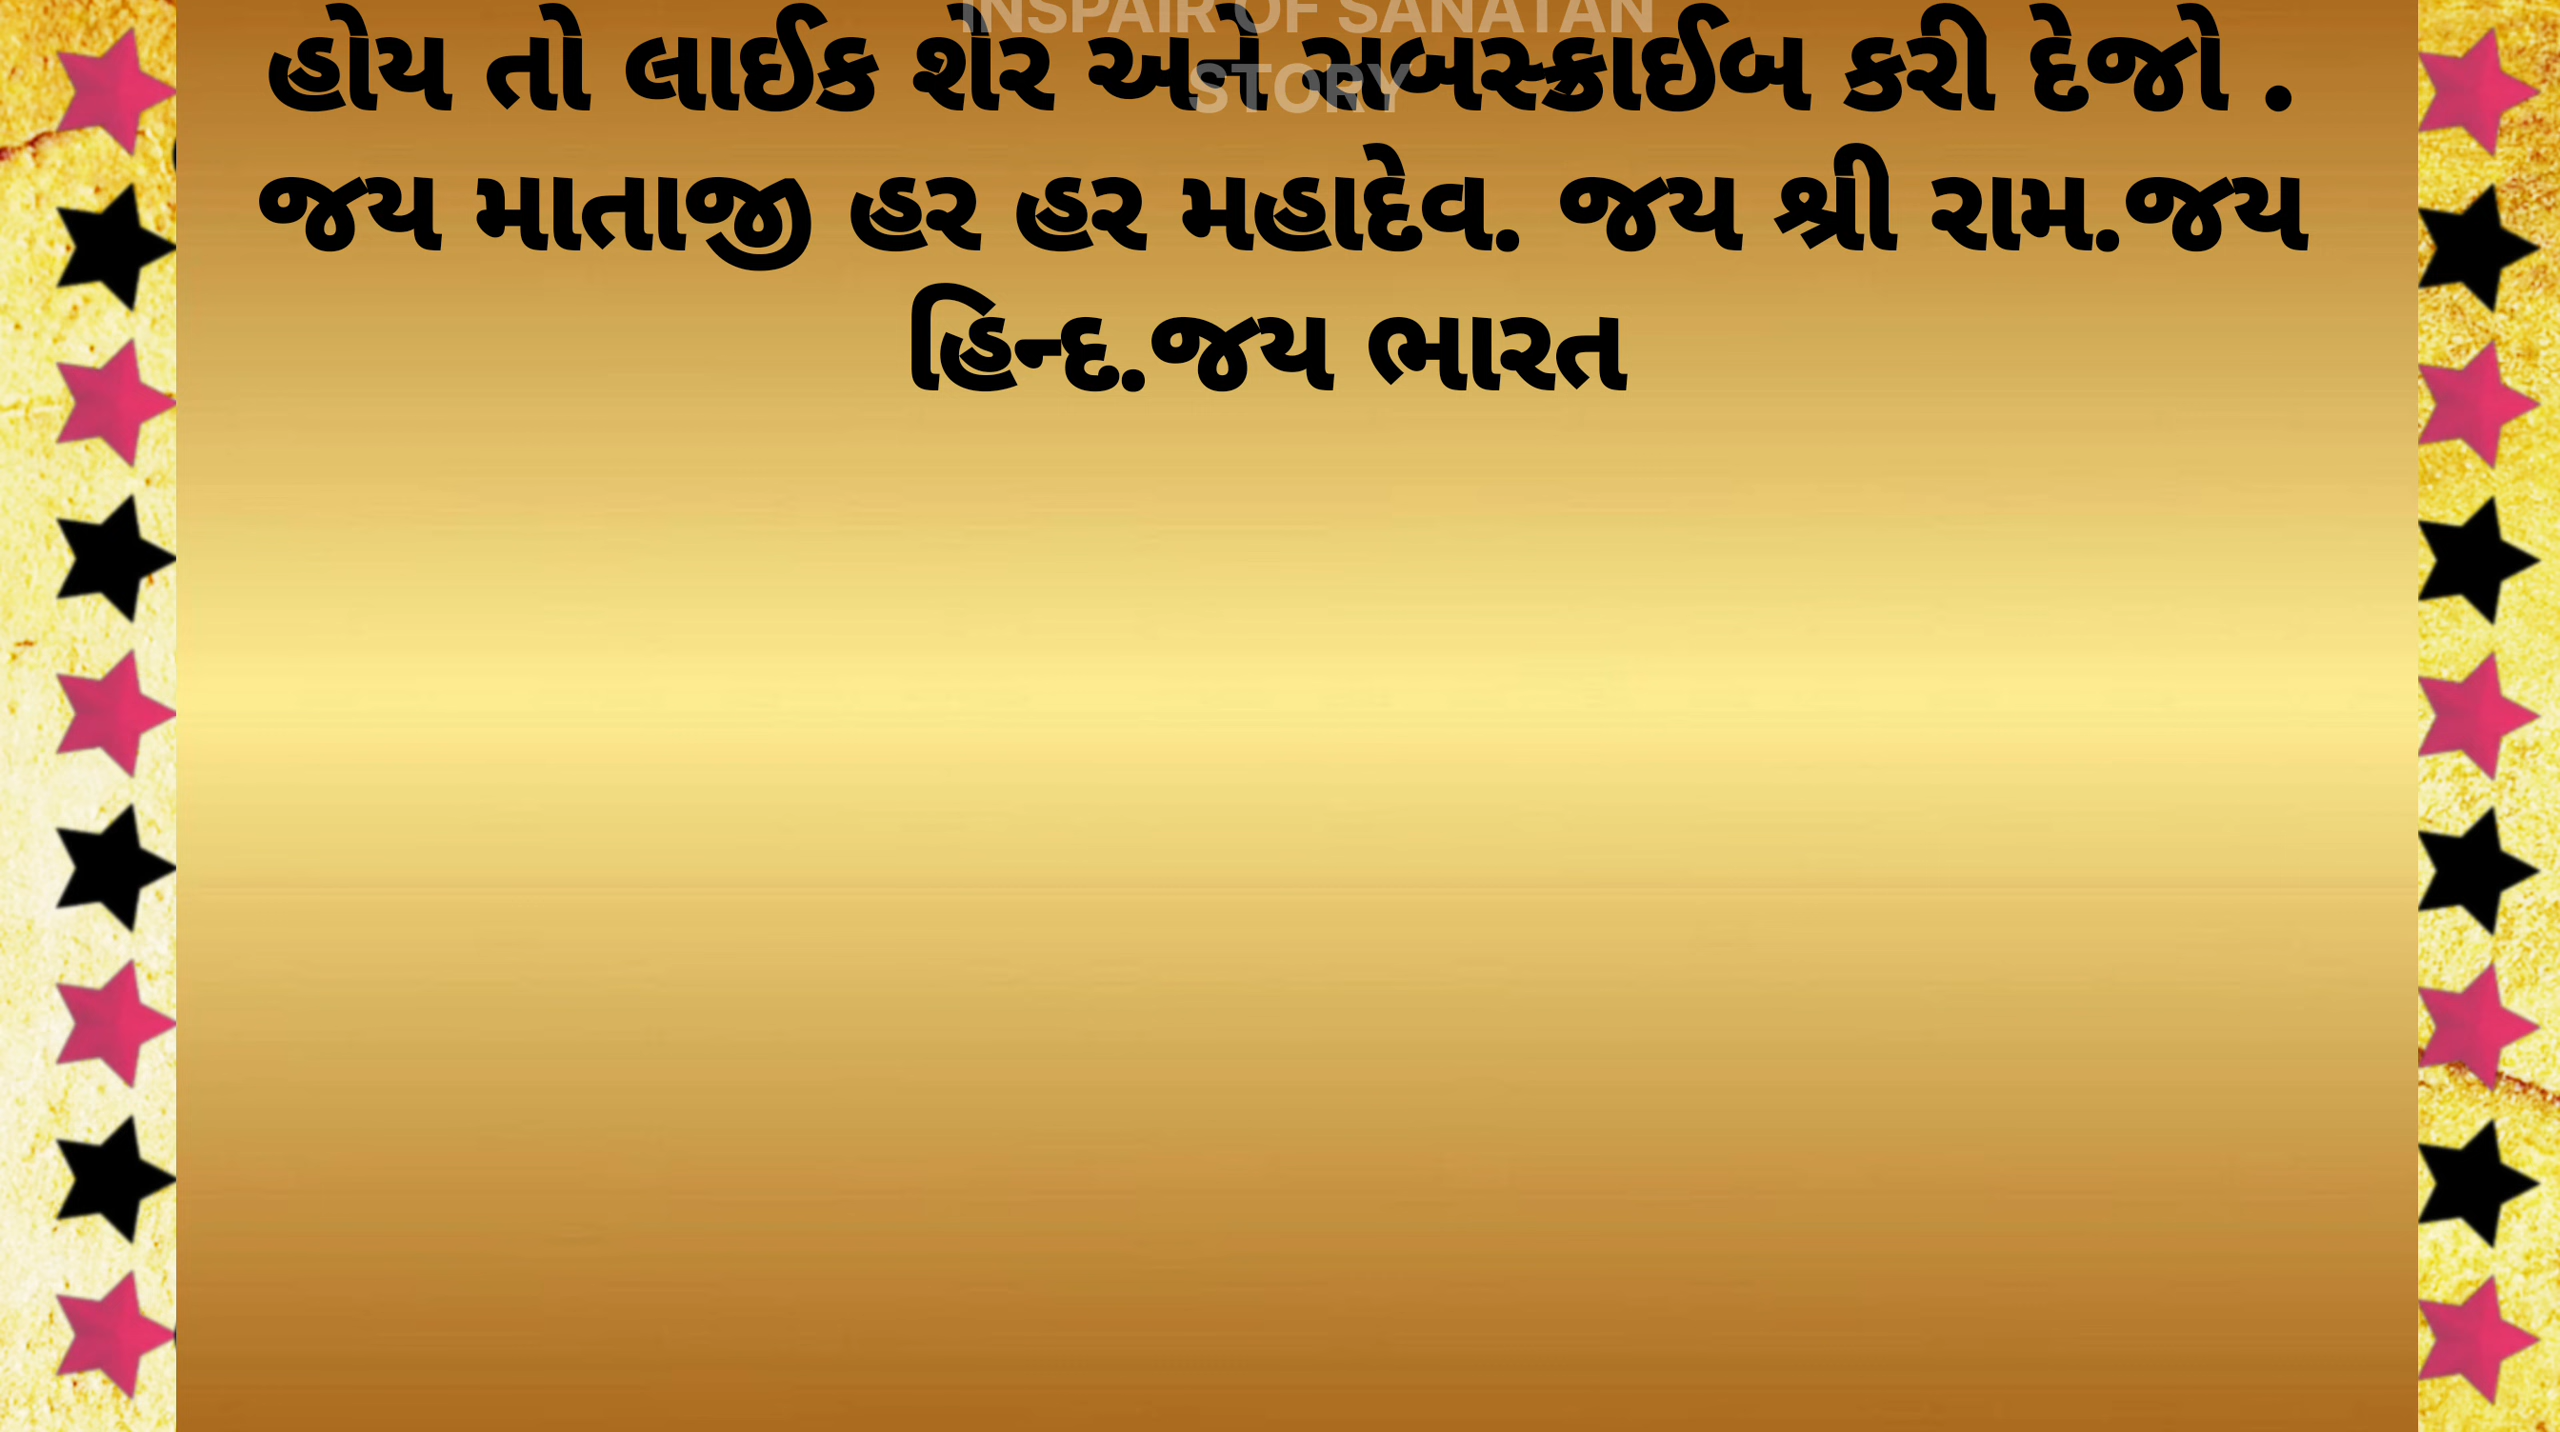 INSPAIR OF SANATAN
STORY
હોય તો લાઈક શેર અને સબસ્ક્રાઈબ કરી દેજો .
જય માતાજી હર હર મહાદેવ. જય શ્રી રામ.જય
હિન્દ.જય ભારત